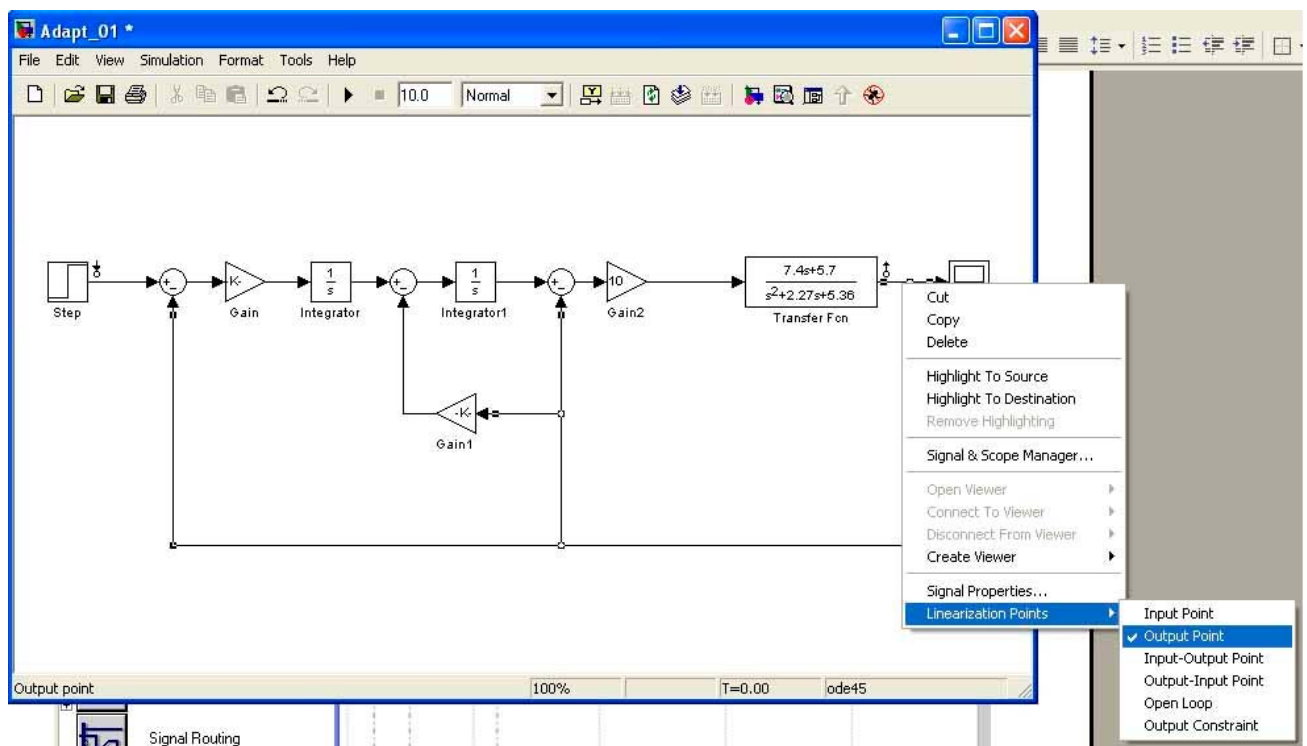 Adapt_01 *
File Edit View Simulation Format Tools Help
10.0 Normal
7.4s+5.7
s²+2.27s+5.36
1
s
1
s
K-
10
Step
Gain
Integrator
Integrator1
Gain2
Transfer Fcn
-K-
Gain1
Cut
Copy
Delete
Highlight To Source
Highlight To Destination
Remove Highlighting
Signal & Scope Manager...
Open Viewer
Connect To Viewer
Disconnect From Viewer
Create Viewer
Signal Properties...
Linearization Points
Input Point
Output Point
Input-Output Point
Output-Input Point
Open Loop
Output Constraint
Output point 100% T=0.00 ode45
Signal Routing